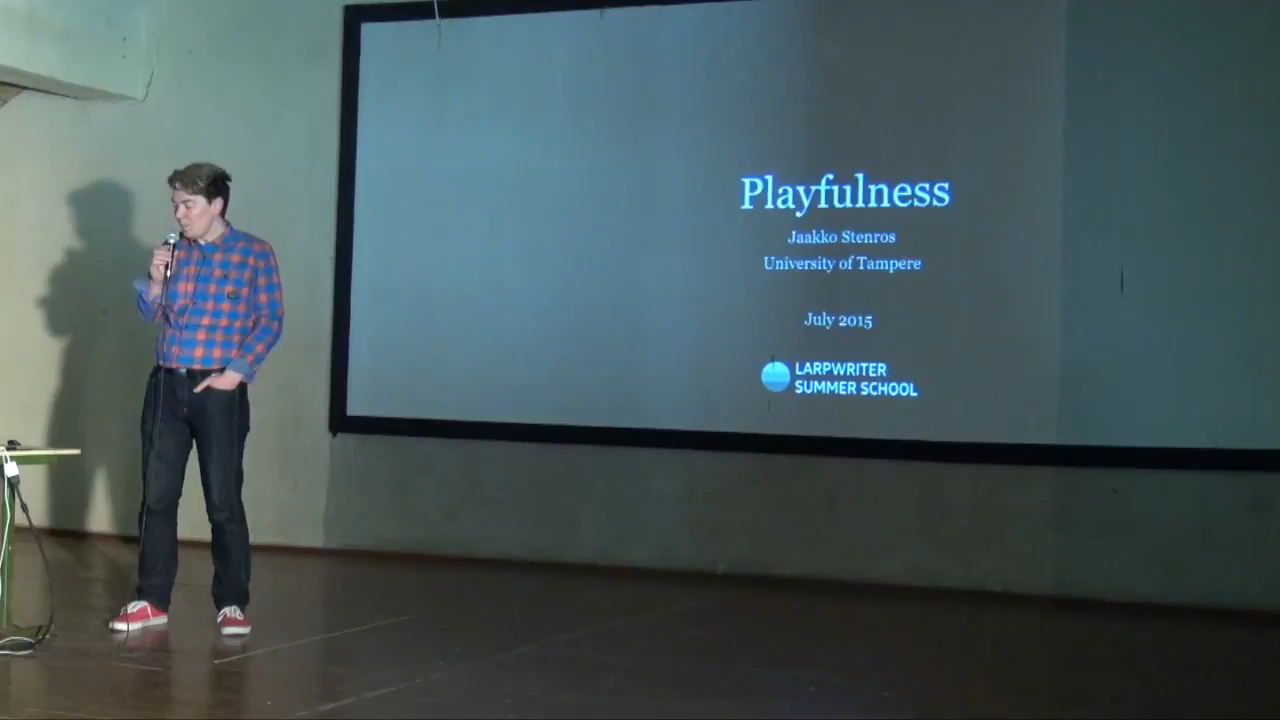 Playfulness
Jaakko Stenros
University of Tampere
July 2015
LARPWRITER
SUMMER SCHOOL